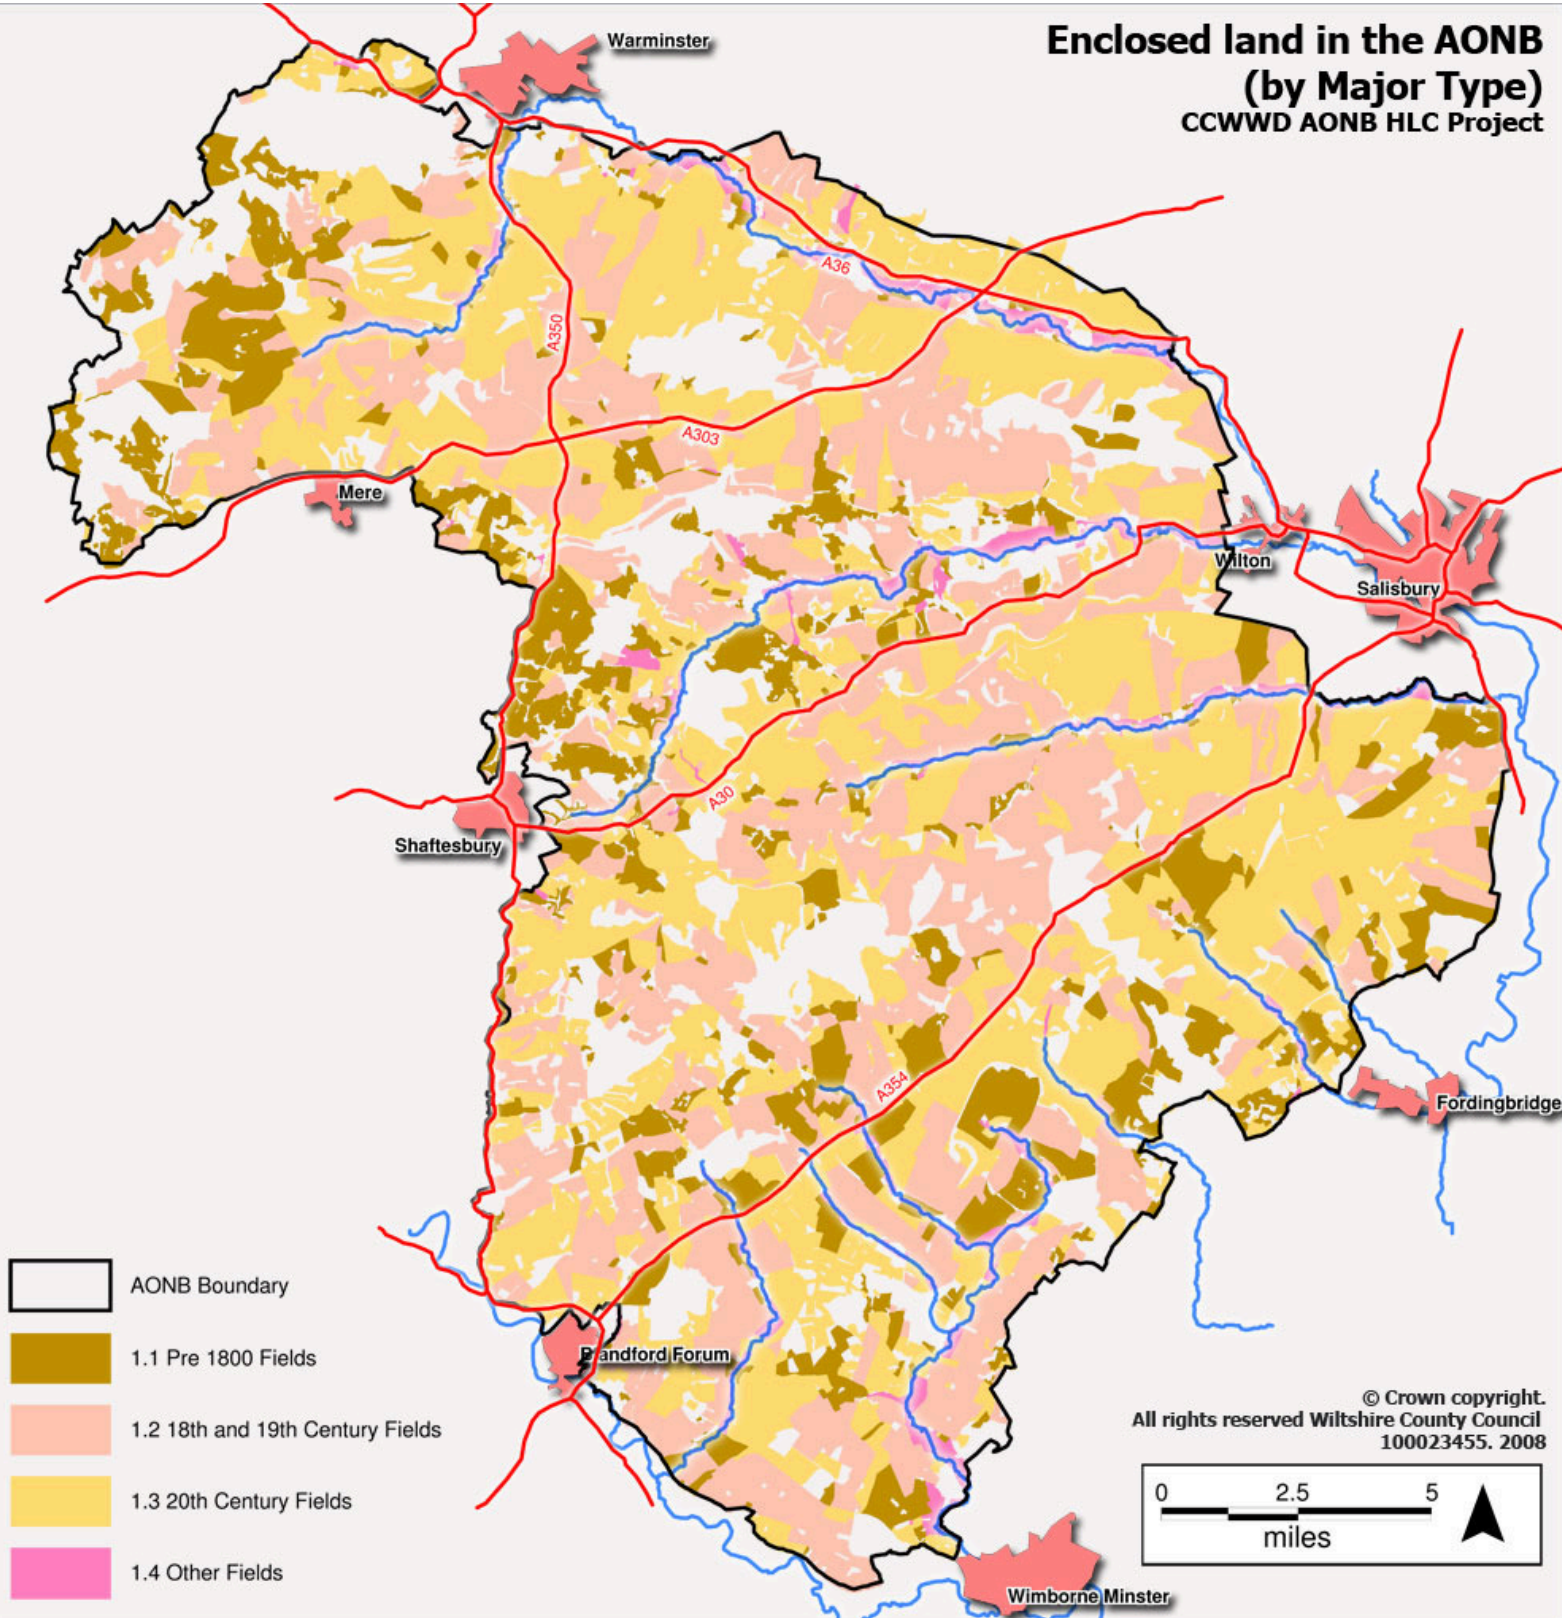 Enclosed land in the AONB
(by Major Type)
CCWWD AONB HLC Project
Warminster
A36
A350
A303
Mere
Wilton
Salisbury
A30
Shaftesbury
A354
Fordingbridge
Blandford Forum
Wimborne Minster
AONB Boundary
1.1 Pre 1800 Fields
1.2 18th and 19th Century Fields
1.3 20th Century Fields
1.4 Other Fields
© Crown copyright.
All rights reserved Wiltshire County Council
100023455. 2008
0 2.5 5
miles